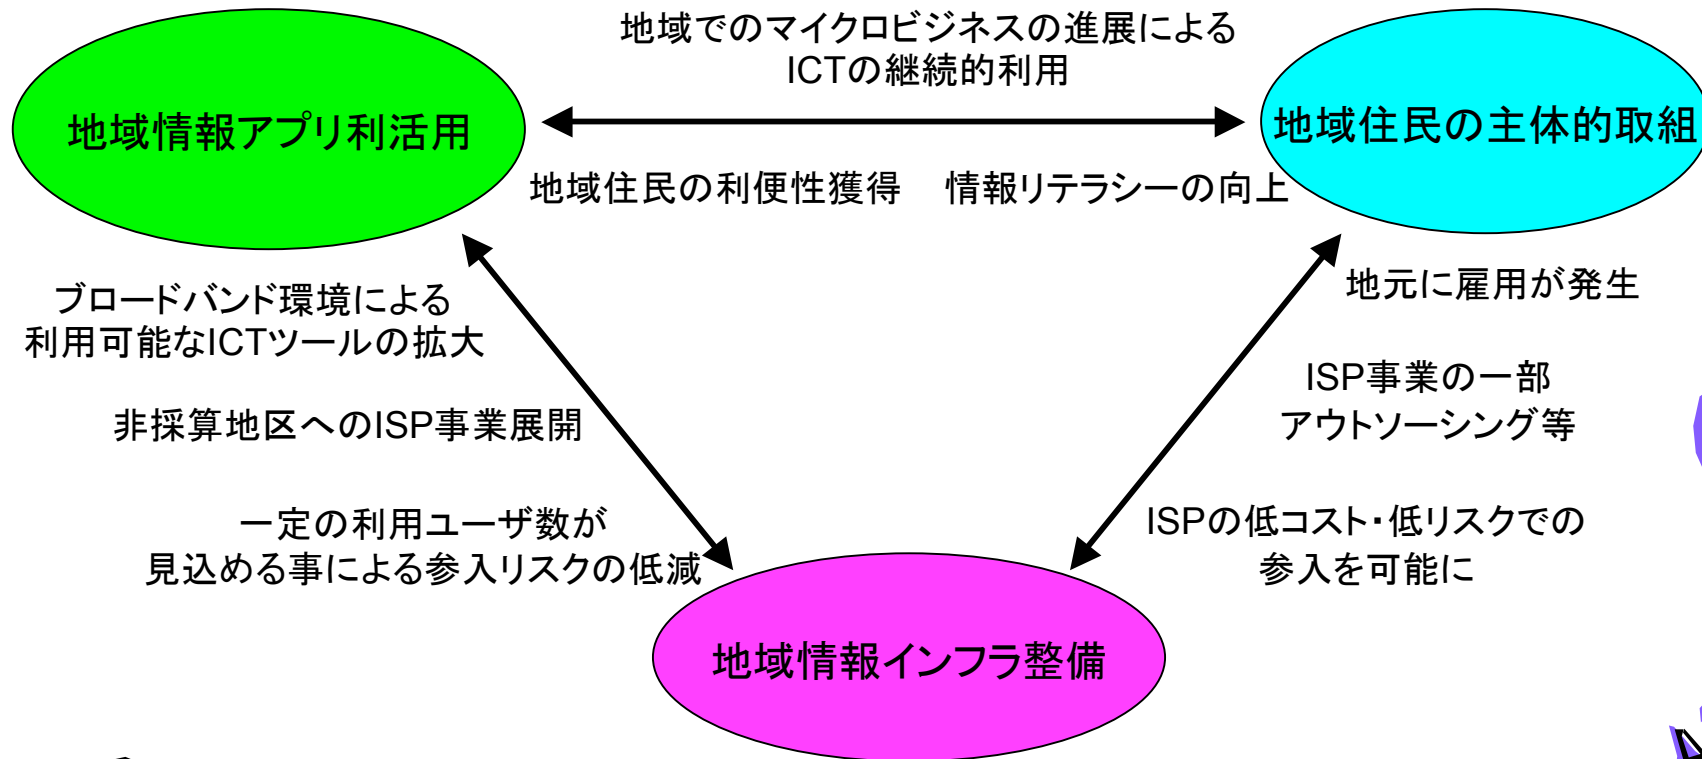 地域でのマイクロビジネスの進展による
ICTの継続的利用
地域情報アプリ利活用
地域住民の主体的取組
地域住民の利便性獲得　情報リテラシーの向上
ブロードバンド環境による
利用可能なICTツールの拡大
地元に雇用が発生
非採算地区へのISP事業展開
ISP事業の一部
アウトソーシング等
一定の利用ユーザ数が
見込める事による参入リスクの低減
ISPの低コスト・低リスクでの
参入を可能に
地域情報インフラ整備